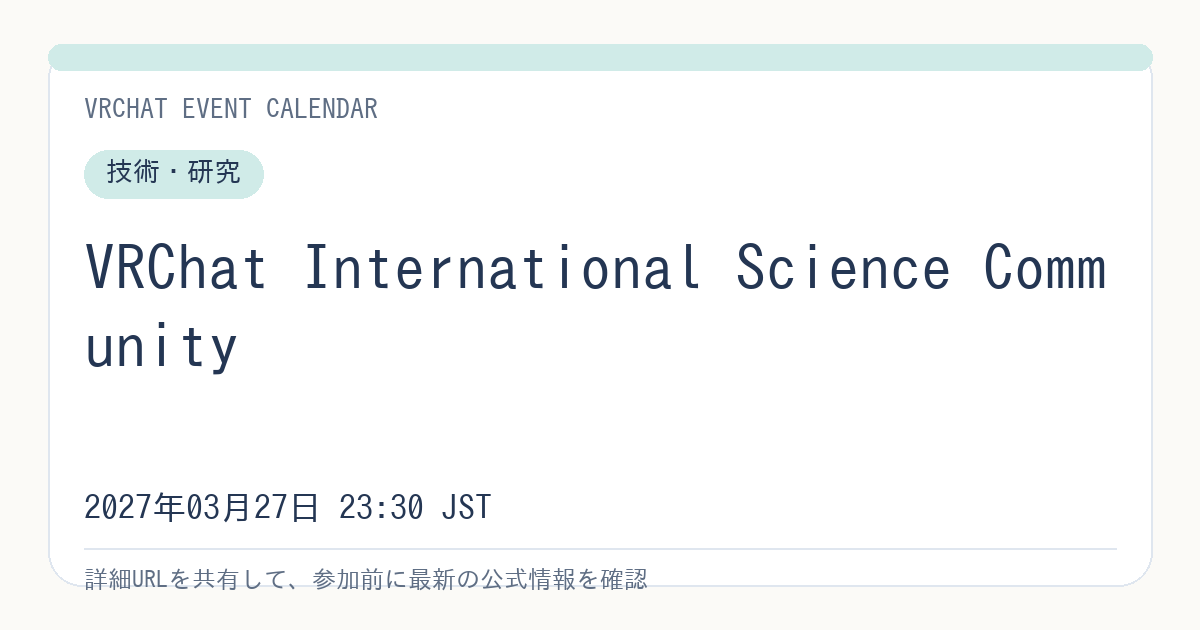 VRCHAT EVENT CALENDAR
技術・研究
VRChat International Science Comm
unity
2027年03月27日 23:30 JST
詳細URLを共有して、参加前に最新の公式情報を確認